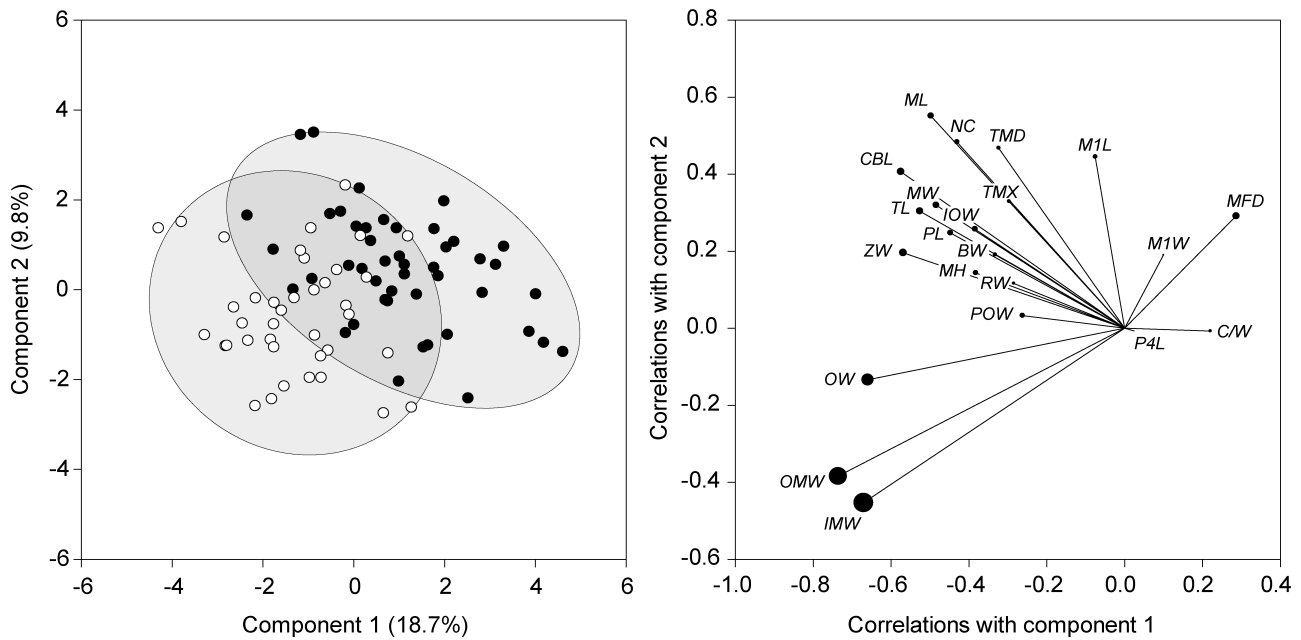 6
4
2
0
-2
-4
-6
-6
-4
-2
0
2
4
6
Component 2 (9.8%)
Component 1 (18.7%)
0.8
0.6
0.4
0.2
0.0
-0.2
-0.4
-0.6
-1.0
-0.8
-0.6
-0.4
-0.2
0.0
0.2
0.4
Correlations with component 2
Correlations with component 1
ML
NC
TMD
M1L
CBL
MW
TMX
MFD
TL
IOW
PL
BW
M1W
ZW
MH
RW
POW
C/W
P4L
OW
OMW
IMW